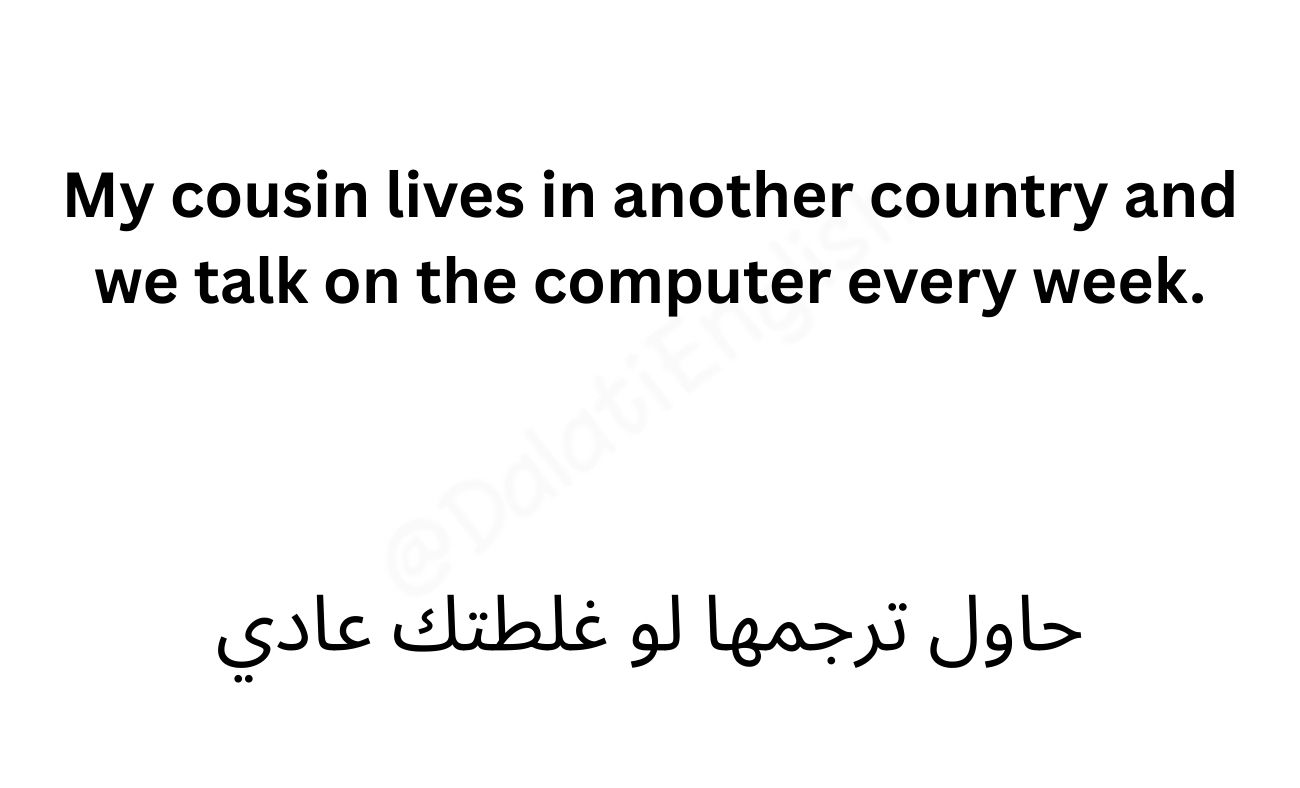 My cousin lives in another country and
we talk on the computer every week.
@DalatiEnglish
حاول ترجمها لو غلطتك عادي